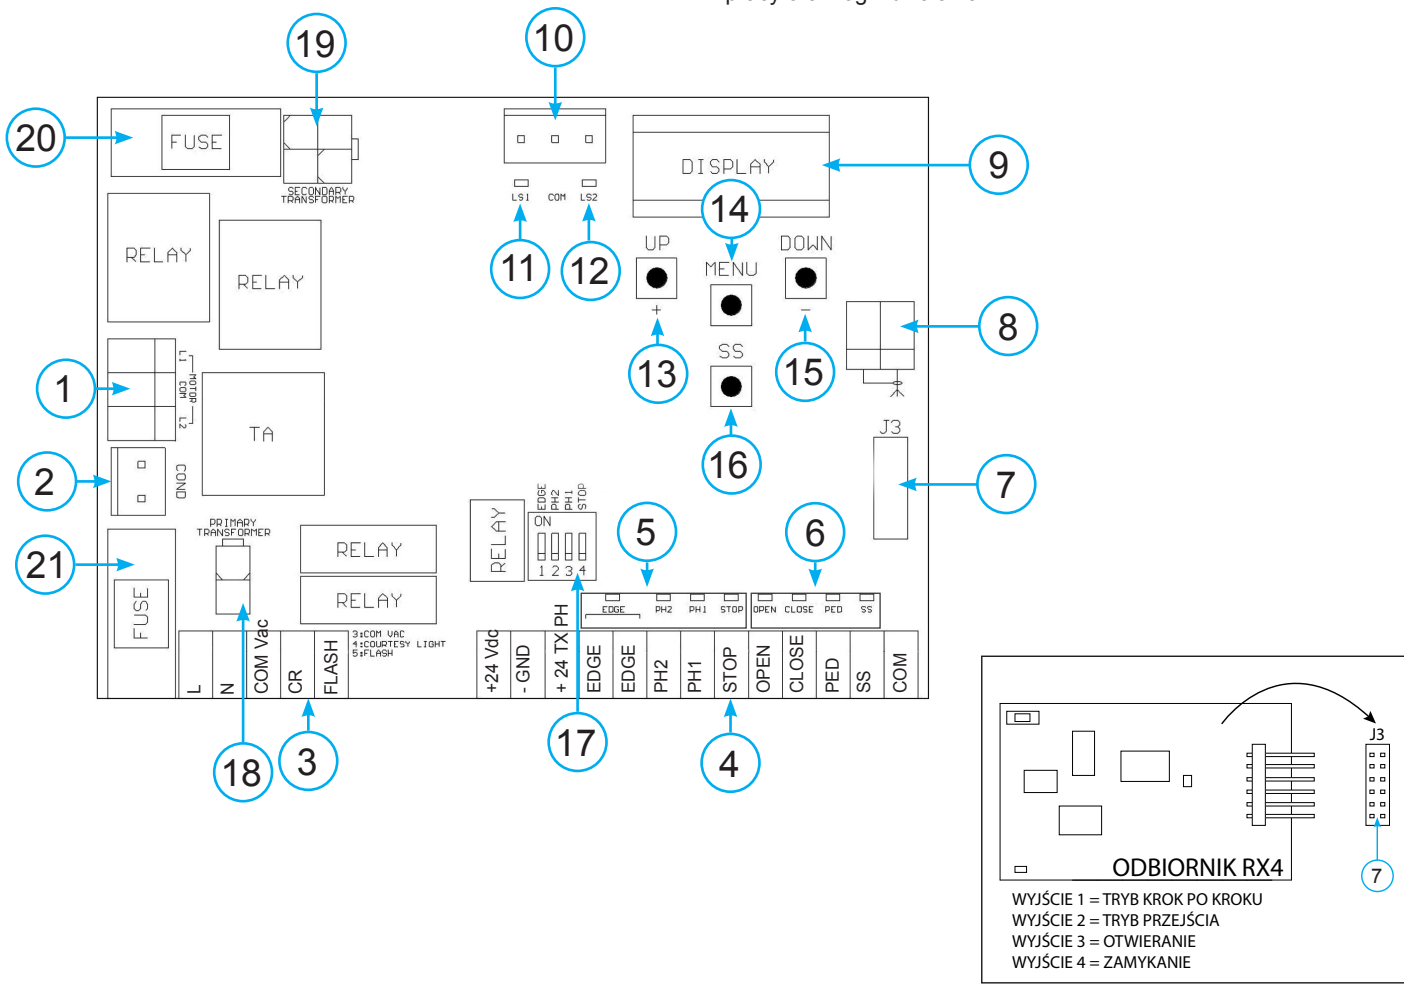 19
10
20
FUSE
SECONDARY
TRANSFORMER
DISPLAY
9
LS1 COM LS2
14
RELAY
RELAY
11
12
UP
MENU
DOWN
+
-
8
SS
13
15
1
L1
MOTOR
COM
L2
TA
J3
16
2
COND
7
PRIMARY
TRANSFORMER
RELAY
EDGE
PH2
PH1
STOP
ON
1 2 3 4
5
6
21
FUSE
RELAY
RELAY
EDGE PH2 PH1 STOP
OPEN CLOSE PED SS
3:COM VAC
4:COURTESY LIGHT
5:FLASH
L
N
COM Vac
CR
FLASH
+24 Vdc
- GND
+ 24 TX PH
EDGE
EDGE
PH2
PH1
STOP
OPEN
CLOSE
PED
SS
COM
18
3
17
4
J3
7
ODBIORNIK RX4
WYJŚCIE 1 = TRYB KROK PO KROKU
WYJŚCIE 2 = TRYB PRZEJŚCIA
WYJŚCIE 3 = OTWIERANIE
WYJŚCIE 4 = ZAMYKANIE